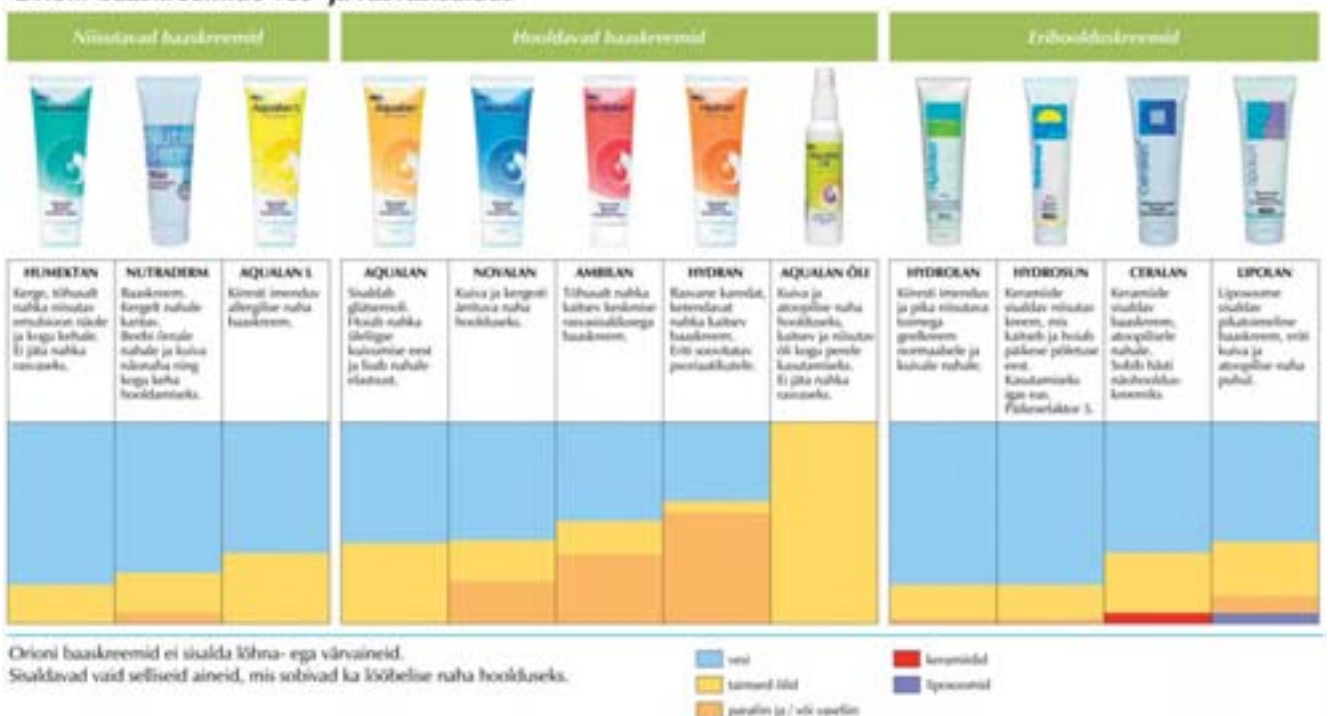 Niisutavad baaskreemid
Hooldavad baaskreemid
Erihoolduskreemid
HUMEKTAN
Kerge, tõhusalt
nahka niisutav
emulsioon näole
ja kogu kehale.
Ei jäta nahka
rasvaseks.
NUTRADERM
Baaskreem.
Kergelt nahale
kantav.
Beebi õrnale
nahale ja kuiva
näonaha ning
kogu keha
hooldamiseks.
AQUALAN L
Kiiresti imenduv
allergilise naha
baaskreem.
AQUALAN
Sisaldab
glütserooli.
Hoiab nahka
üleliigse
kuivamise eest
ja lisab nahale
elastsust.
NOVALAN
Kuiva ja kergesti
ärrituva naha
hoolduseks.
AMBILAN
Tõhusalt nahka
kaitsev keskmise
rasvasisaldusega
baaskreem.
HYDRAN
Rasvane karedat,
ketendavat
nahka kaitsev
baaskreem.
Eriti soovitatav
psoriaatikutele.
AQUALAN ÕLI
Kuiva ja
atoopilise naha
hoolduseks,
kaitsev ja niisutav
õli kogu perele
kasutamiseks.
Ei jäta nahka
rasvaseks.
HYDROLAN
Kiiresti imenduv
ja pika niisutava
toimega
geelkreem
normaalsele ja
kuivale nahale.
HYDROSUN
Keramiide
sisaldav niisutav
kreem, mis
kaitseb ja hoiab
päikese põletuse
eest.
Kasutamiseks
igas eas.
Päikesefaktor 5.
CERALAN
Keramiide
sisaldav
baaskreem,
atoopilisele
nahale.
Sobib hästi
näohooldus-
kreemiks.
LIPOLAN
Liposoome
sisaldav
pikatoimeline
baaskreem, eriti
kuiva ja
atoopilise naha
puhul.
Orioni baaskreemid ei sisalda lõhna- ega värvaineid.
Sisaldavad vaid selliseid aineid, mis sobivad ka lööbelise naha hoolduseks.
vesi
taimsed õlid
parafiin ja / või vaseliin
keramiidid
liposoomid